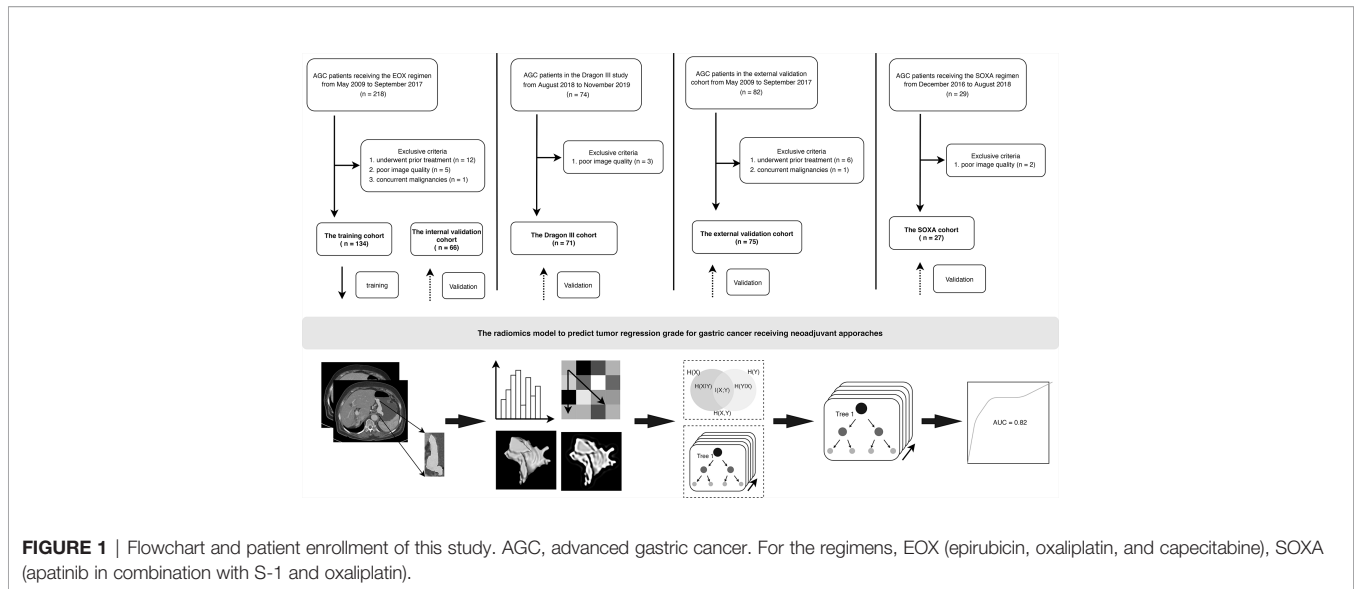 AGC patients receiving the EOX regimen
from May 2009 to September 2017
(n = 218)
Exclusive criteria
1. underwent prior treatment (n = 12)
2. poor image quality (n = 5)
3. concurrent malignancies (n = 1)
The training cohort
( n = 134)
The internal validation
cohort
( n = 66)
training
Validation
AGC patients in the Dragon III study
from August 2018 to November 2019
(n = 74)
Exclusive criteria
1. poor image quality (n = 3)
The Dragon III cohort
(n = 71)
Validation
AGC patients in the external validation
cohort from May 2009 to September 2017
(n = 82)
Exclusive criteria
1. underwent prior treatment (n = 6)
2. concurrent malignancies (n = 1)
The external validation cohort
(n = 75)
Validation
AGC patients receiving the SOXA regimen
from December 2016 to August 2018
(n = 29)
Exclusive criteria
1. poor image quality (n = 2)
The SOXA cohort
( n = 27)
Validation
The radiomics model to predict tumor regression grade for gastric cancer receiving neoadjuvant apporaches
H(X)
H(Y)
H(X|Y)
I(X;Y)
H(Y|X)
H(X,Y)
Tree 1
Tree 1
AUC = 0.82
FIGURE 1 | Flowchart and patient enrollment of this study. AGC, advanced gastric cancer. For the regimens, EOX (epirubicin, oxaliplatin, and capecitabine), SOXA
(apatinib in combination with S-1 and oxaliplatin).